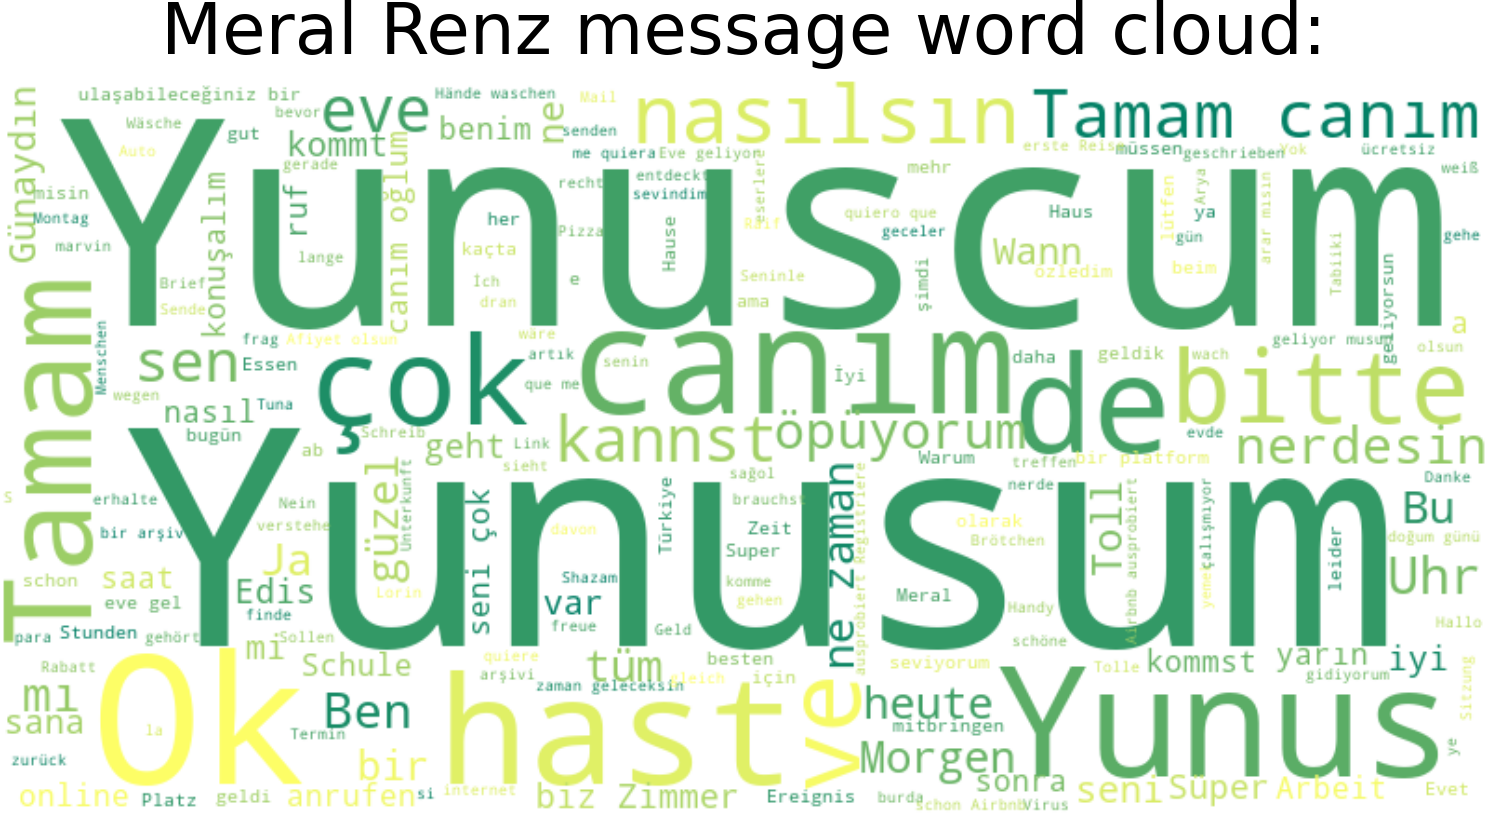 Meral Renz message word cloud:
ulaşabileceğiniz bir
bevor
eve
Hände waschen
Mail
ne
nasılsın
Tamam canım
Günaydın
Wäsche
gut
kommt
benim
senden
Auto
gerade
me quiera
Eve geliyor
erste Reise
müssen
geschrieben
Yok
ücretsiz
misin
Montag
marvin
konuşalım
ruf
canım oğlum
recht
entdeckt
sevindim
eserlere
mehr
weiß
Yunuscum
her
kaçta
lange
İch
dran
Pizza
e
Hause
Raif
Seninle
ama
quiero que
geceler
şimdi
Haus
Wann
özledim
lütfen
Arya
ya
gün
beim
arar mısın
Tabiiki
geliyorsun
gehe
Brief
Sende
Tamam
Menschen
sen
frag
Afiyet olsun
Essen
çok
wäre
artık
que me
canım
senin
İyi
daha
de
geldik
wach
bitte
geliyor musun
olsun
a
wegen
nasıl
Tuna
bugün
ab
Schreib
geht
Link
kannst
öpüyorum
evde
nerdesin
sieht
sağol
Warum
treffen
bir platform
Danke
S
erhalte
bir arşiv
Nein
verstehe
güzel
Unterkunft
seni çok
davon
Türkiye
brauchst
Zeit
Super
ne zaman
ausprobiert Registriere
nerde
olarak
Brötchen
Toll
Airbnb ausprobiert
çalışmıyor
yemek
leider
Bu
doğum günü
Uhr
Yunusum
schon
saat
eve gel
Ja
Edis
finde
Lorin
Shazam
var
freue
komme
gehen
Meral
Handy
schöne
Hallo
para
Stunden
gehört
mi
Sollen
Geld
Rabatt
Ok
Schule
quiere
arşivi
tüm
zaman geleceksin
gleich
besten
için
seviyorum
Tolle
kommst
yarın
gidiyorum
iyi
Sitzung
mı
sana
la
Ben
Termin
hast
ve
heute
mitbringen
Yunus
ye
zurück
bir
Morgen
sonra
online
Platz
geldi
anrufen
si
internet
biz
Zimmer
Ereignis
burda
schon Airbnb
Virus
seni
Süper
Arbeit
Evet